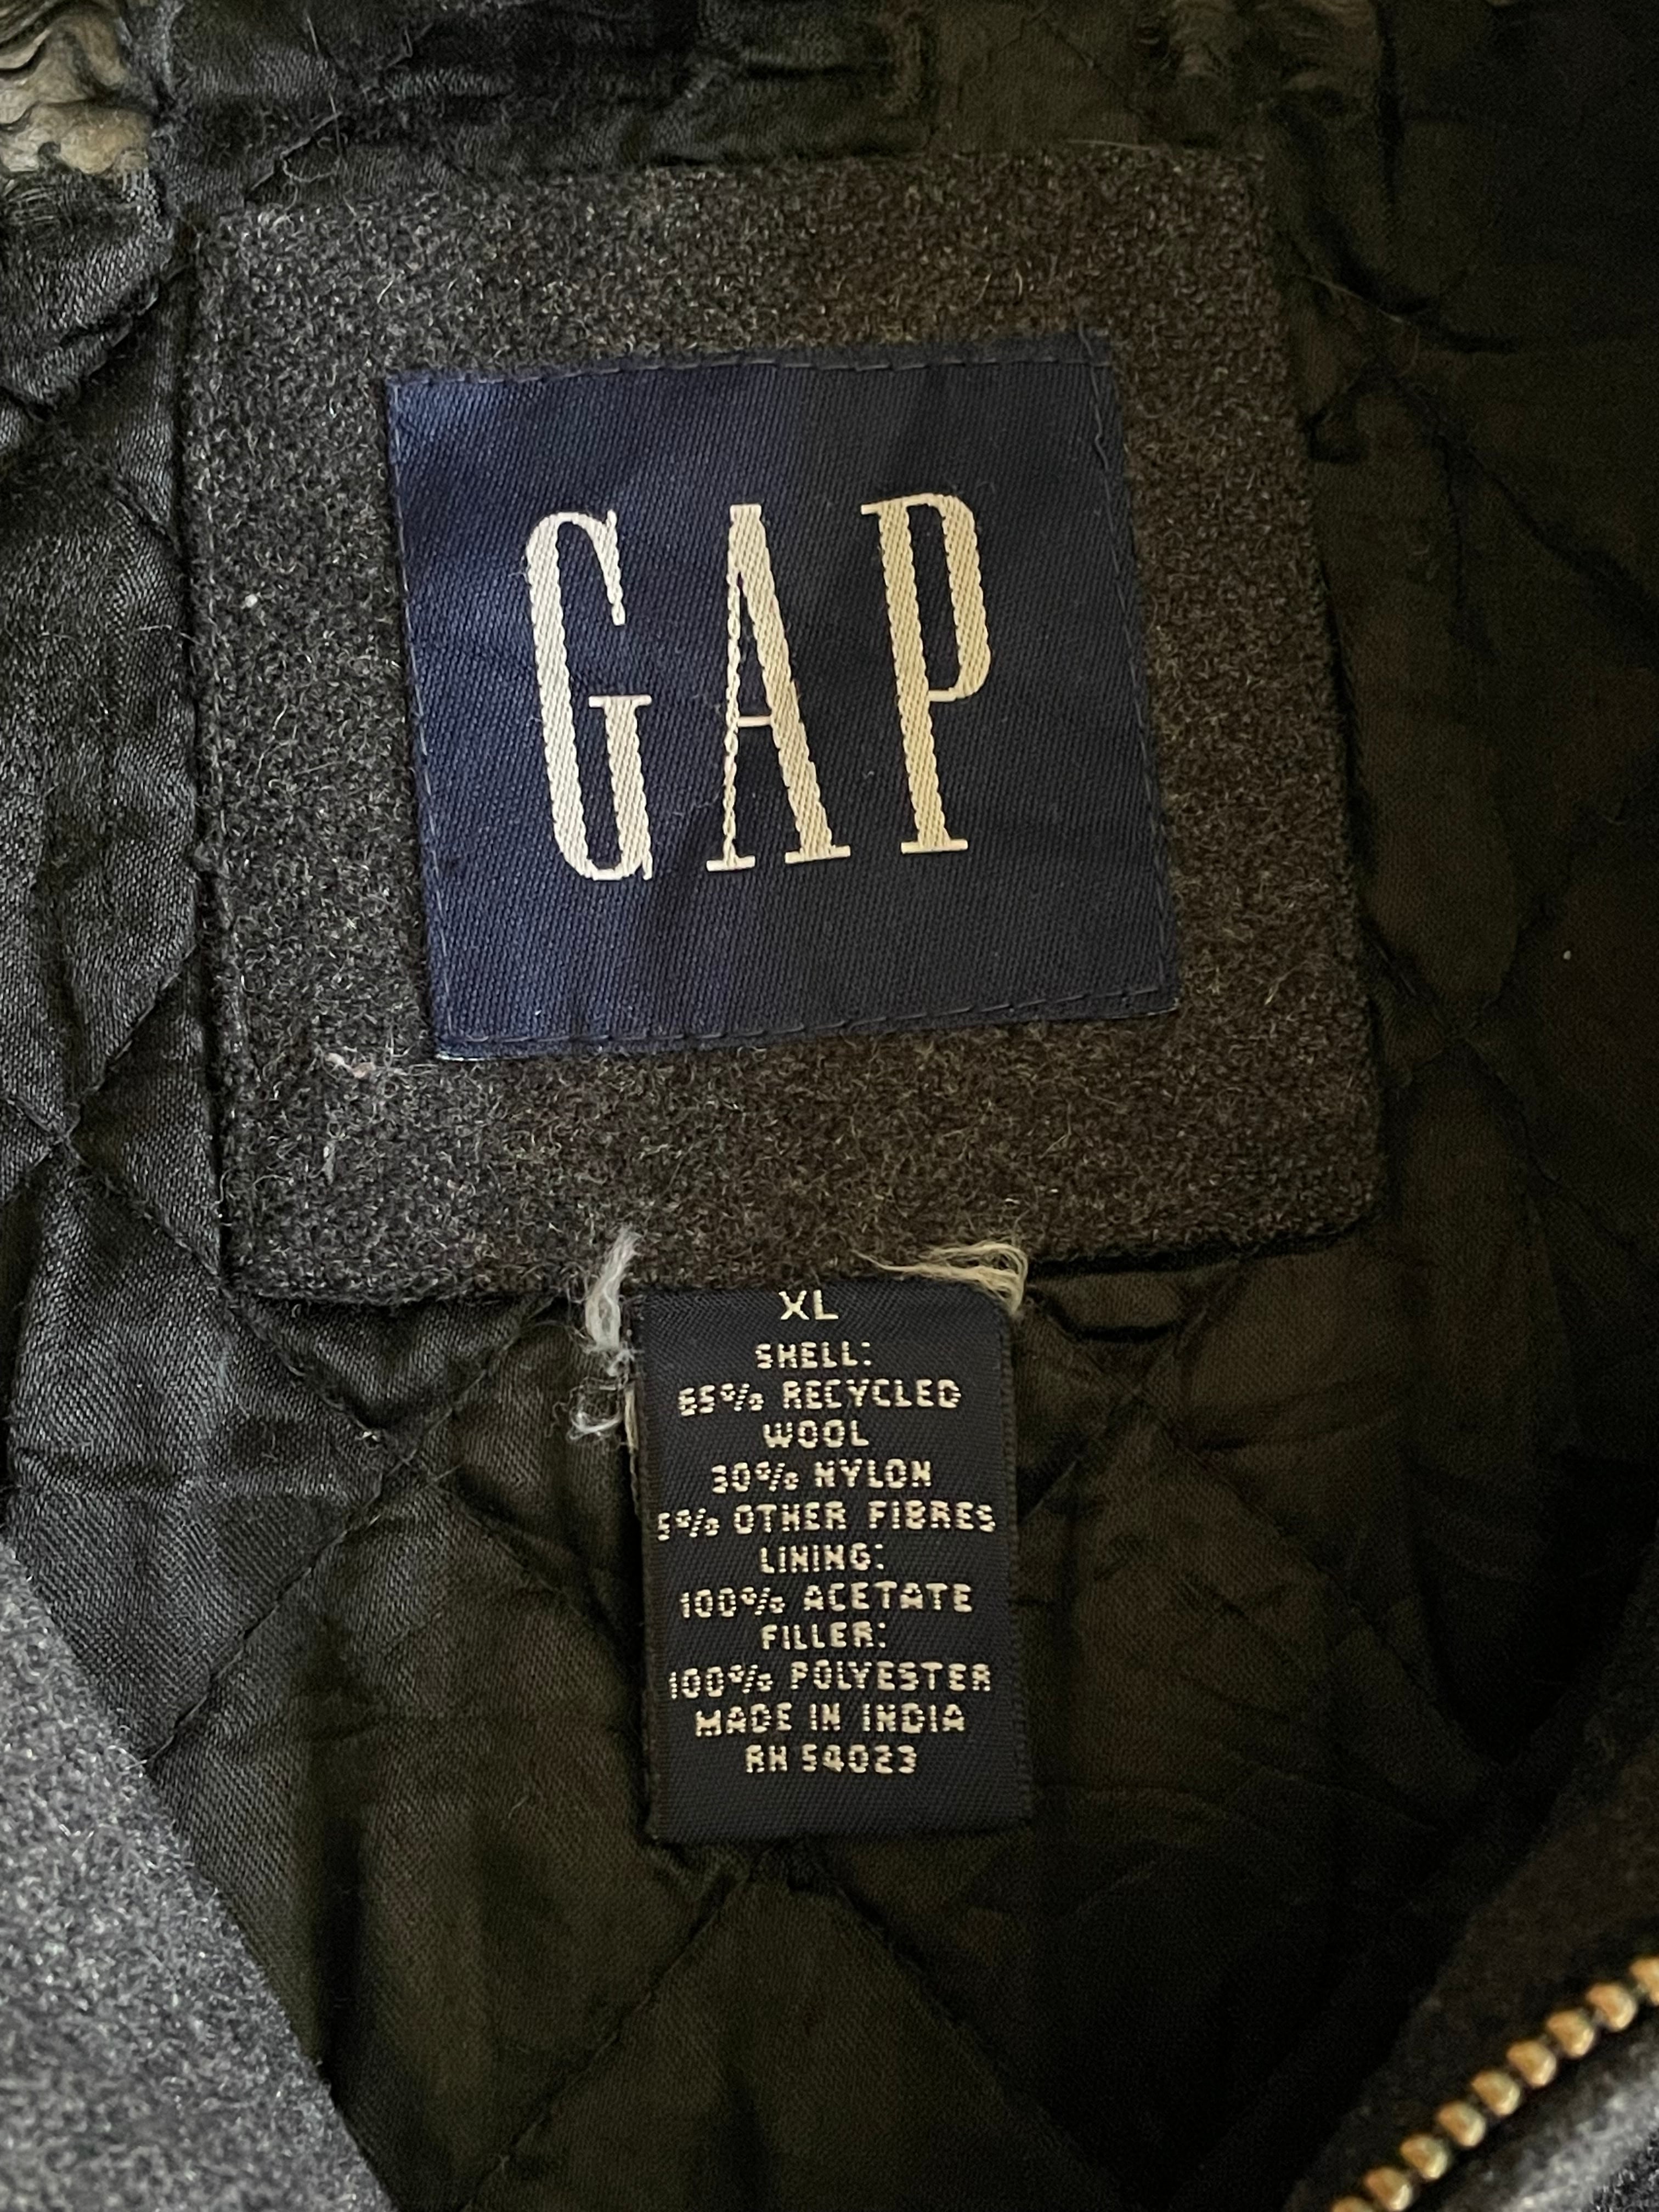 GAP
XL
SHELL:
65% RECYCLED
WOOL
30% NYLON
5% OTHER FIBRES
LINING:
100% ACETATE
FILLER:
100% POLYESTER
MADE IN INDIA
RN 54023